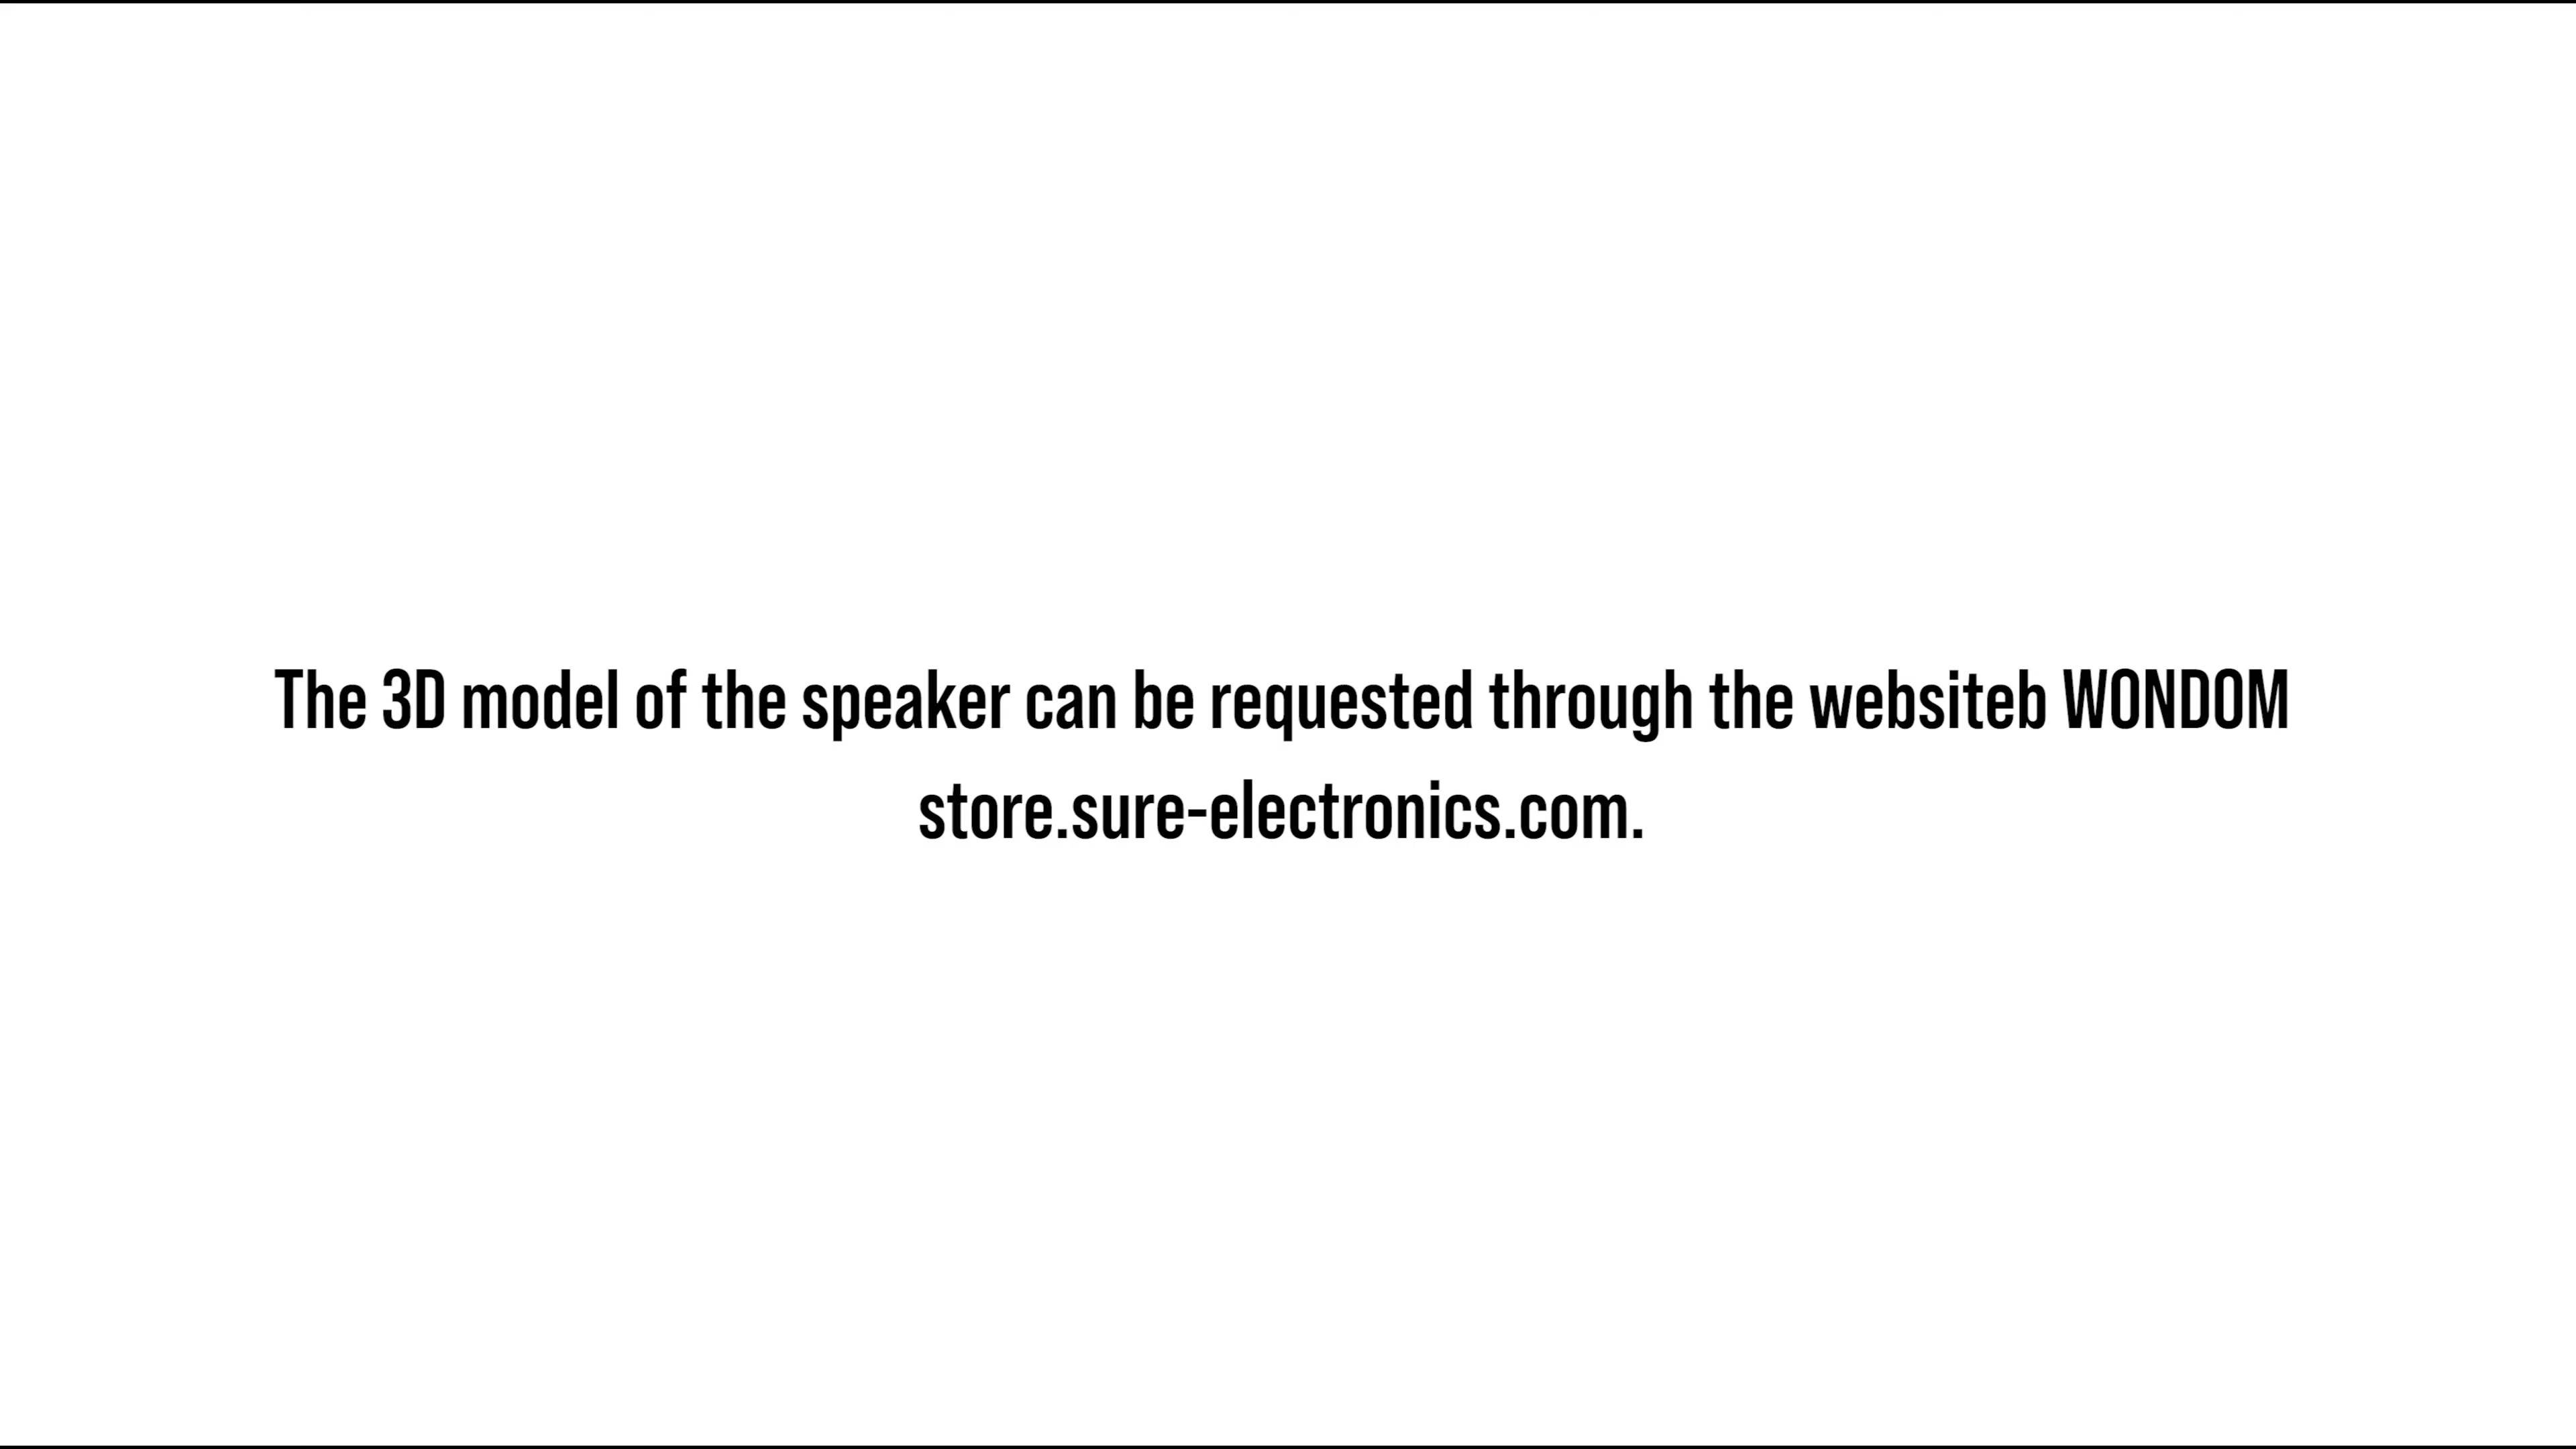 The 3D model of the speaker can be requested through the websiteb WONDOM
store.sure-electronics.com.